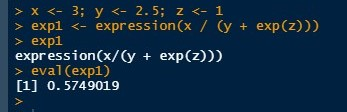 > x <- 3; y <- 2.5; z <- 1
> exp1 <- expression(x / (y + exp(z)))
> exp1
expression(x/(y + exp(z)))
> eval(exp1)
[1] 0.5749019
>